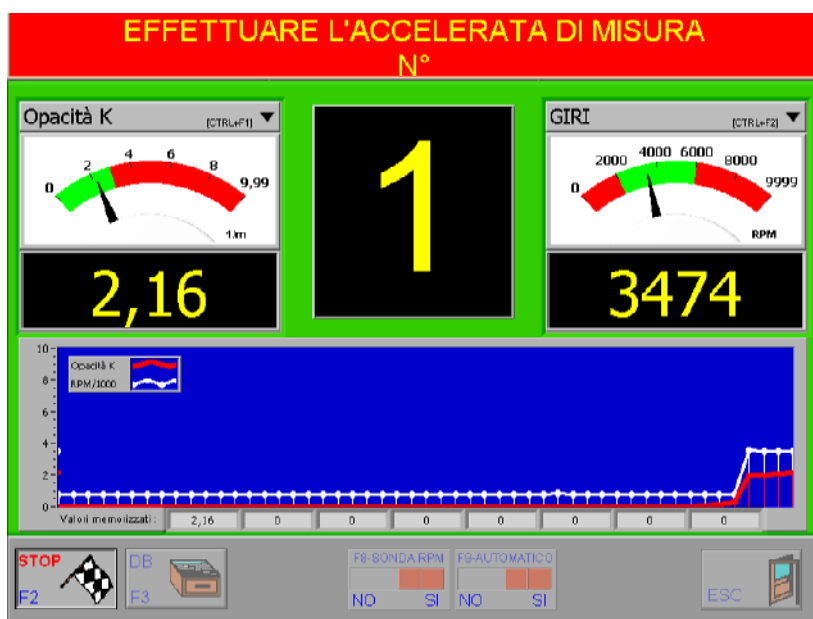 EFFETTUARE L'ACCELERATA DI MISURA
N°
Opacità K [CTRL+F1]
0 2 4 6 8 9,99
1/m
2,16
1
GIRI [CTRL+F2]
0 2000 4000 6000 8000 9999
RPM
3474
10
8
6
4
2
0
Opacità K
RPM/1000
Valori memorizzati: 2,16 0 0 0 0 0 0 0
STOP
F2
DB
F3
F8-SONDA RPM
NO SI
F9-AUTOMATICO
NO SI
ESC